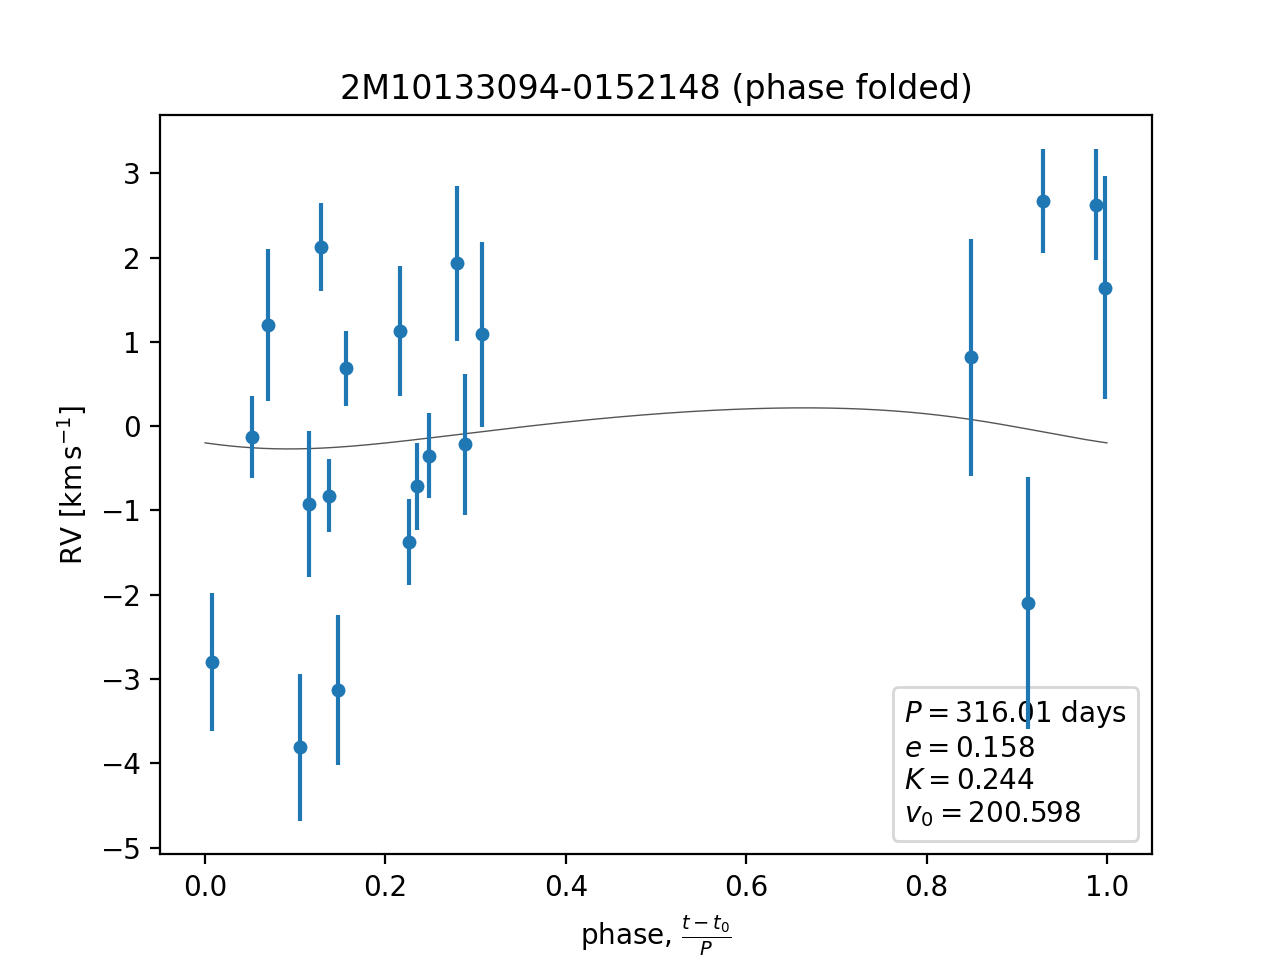 2M10133094-0152148 (phase folded)
RV [km s⁻¹]
3
2
1
0
−1
−2
−3
−4
−5
P = 316.01 days
e = 0.158
K = 0.244
v₀ = 200.598
0.0 0.2 0.4 0.6 0.8 1.0
phase, (t − t₀)/P